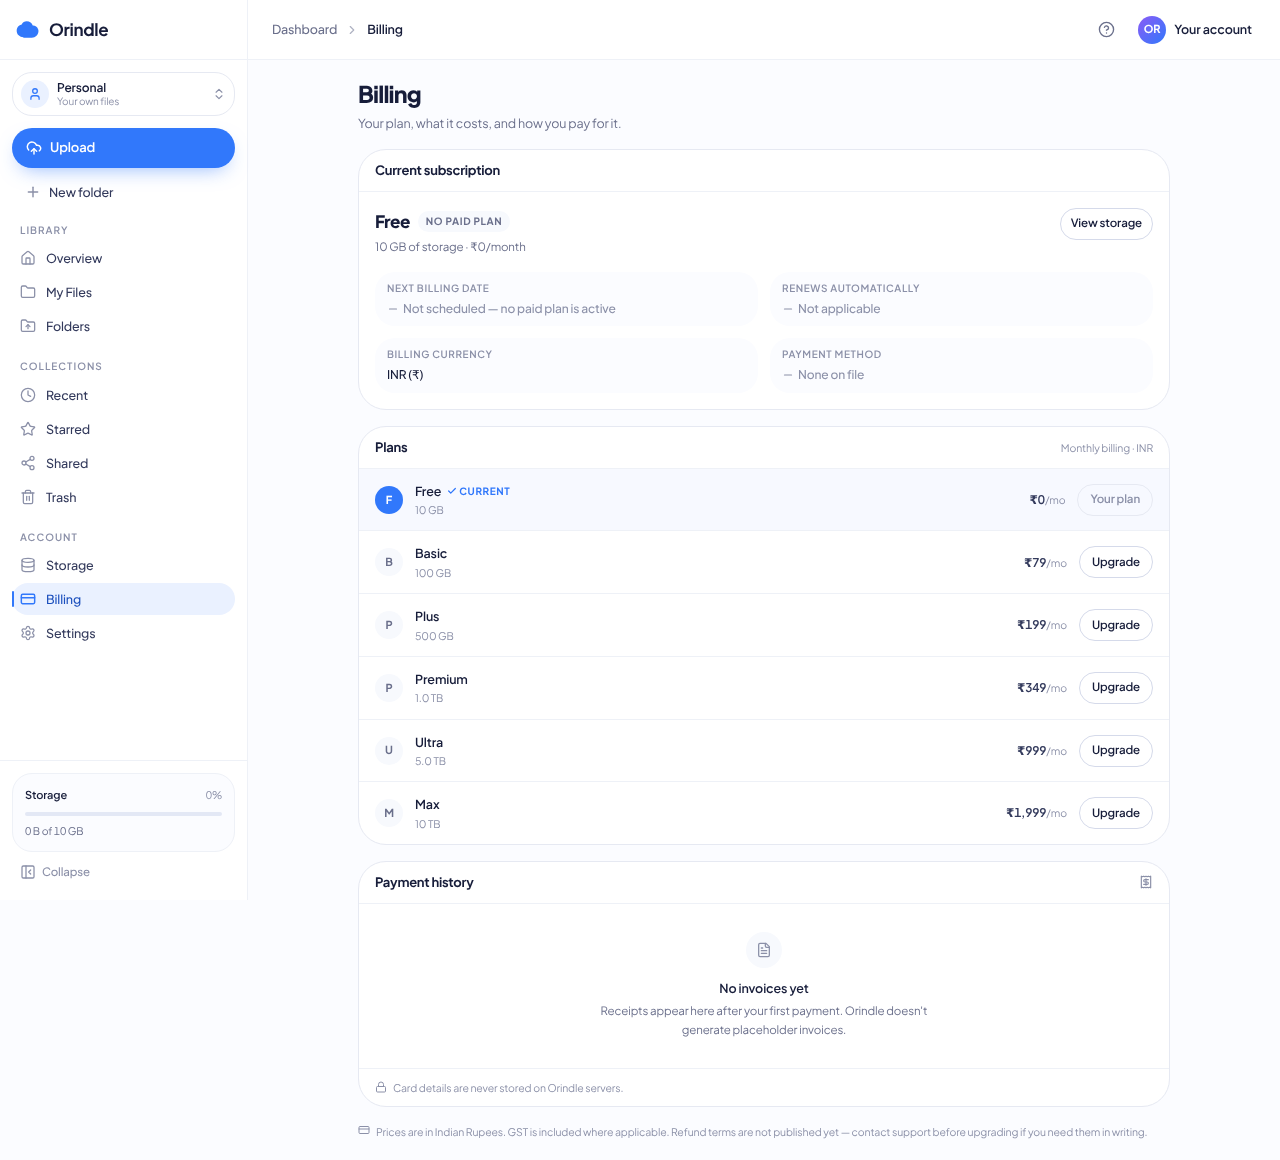 Orindle
Dashboard
Billing
OR
Your account
Personal
Your own files
Upload
New folder
LIBRARY
Overview
My Files
Folders
COLLECTIONS
Recent
Starred
Shared
Trash
ACCOUNT
Storage
Billing
Settings
Storage 0%
0 B of 10 GB
Collapse
Billing
Your plan, what it costs, and how you pay for it.
Current subscription
Free NO PAID PLAN
View storage
10 GB of storage · ₹0/month
NEXT BILLING DATE
— Not scheduled — no paid plan is active
RENEWS AUTOMATICALLY
— Not applicable
BILLING CURRENCY
INR (₹)
PAYMENT METHOD
— None on file
Plans
Monthly billing · INR
F
Free CURRENT
10 GB
₹0/mo
Your plan
B
Basic
100 GB
₹79/mo
Upgrade
P
Plus
500 GB
₹199/mo
Upgrade
P
Premium
1.0 TB
₹349/mo
Upgrade
U
Ultra
5.0 TB
₹999/mo
Upgrade
M
Max
10 TB
₹1,999/mo
Upgrade
Payment history
No invoices yet
Receipts appear here after your first payment. Orindle doesn't
generate placeholder invoices.
Card details are never stored on Orindle servers.
Prices are in Indian Rupees. GST is included where applicable. Refund terms are not published yet — contact support before upgrading if you need them in writing.